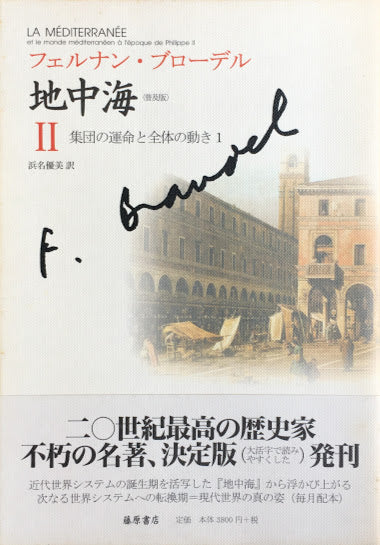 LA MÉDITERRANÉE
et le monde méditerranéen à l'époque de Philippe II
フェルナン・ブローデル
地中海〈普及版〉
II 集団の運命と全体の動き 1
浜名優美 訳
F. Braudel
二〇世紀最高の歴史家
不朽の名著、決定版(大活字で読みやすくした)発刊
近代世界システムの誕生期を活写した『地中海』から浮かび上がる
次なる世界システムへの転換期=現代世界の真の姿(毎月配本)
藤原書店 定価 本体3800円+税